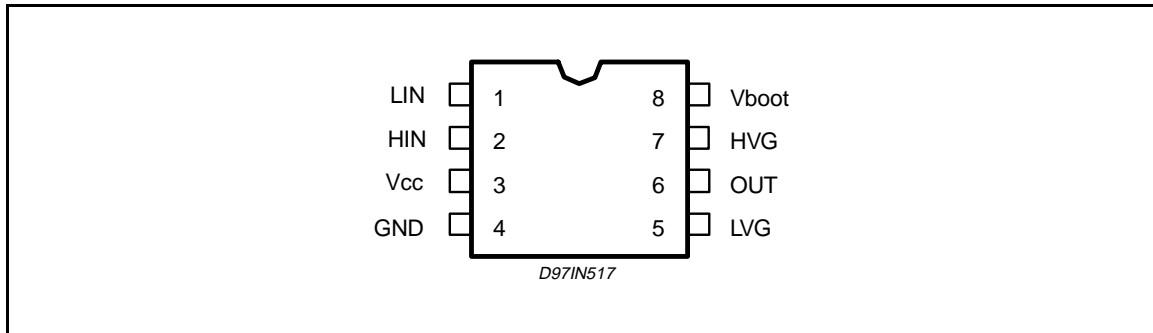 LIN 1 8 Vboot
HIN 2 7 HVG
Vcc 3 6 OUT
GND 4 5 LVG
D97IN517